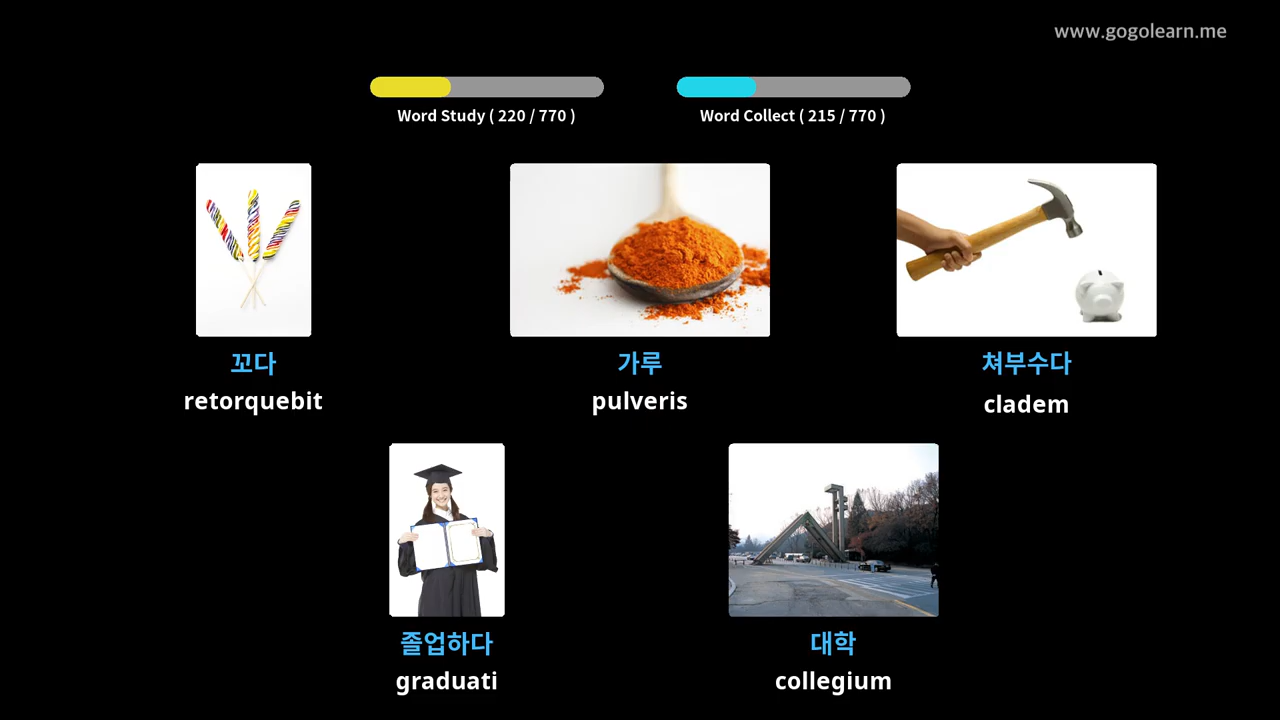 www.gogolearn.me
Word Study ( 220 / 770 )
Word Collect ( 215 / 770 )
꼬다
retorquebit
가루
pulveris
쳐부수다
cladem
졸업하다
graduati
대학
collegium